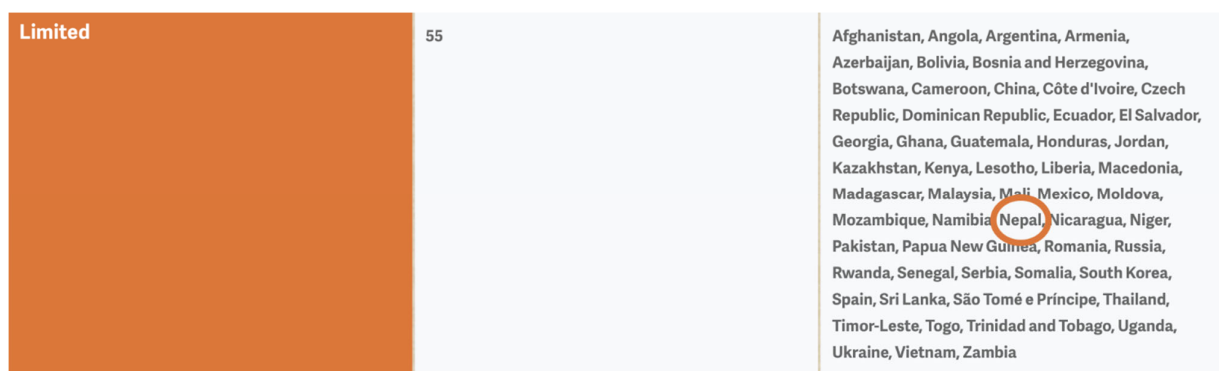 Limited
55
Afghanistan, Angola, Argentina, Armenia,
Azerbaijan, Bolivia, Bosnia and Herzegovina,
Botswana, Cameroon, China, Côte d'Ivoire, Czech
Republic, Dominican Republic, Ecuador, El Salvador,
Georgia, Ghana, Guatemala, Honduras, Jordan,
Kazakhstan, Kenya, Lesotho, Liberia, Macedonia,
Madagascar, Malaysia, Mali, Mexico, Moldova,
Mozambique, Namibia, Nepal, Nicaragua, Niger,
Pakistan, Papua New Guinea, Romania, Russia,
Rwanda, Senegal, Serbia, Somalia, South Korea,
Spain, Sri Lanka, São Tomé e Príncipe, Thailand,
Timor-Leste, Togo, Trinidad and Tobago, Uganda,
Ukraine, Vietnam, Zambia